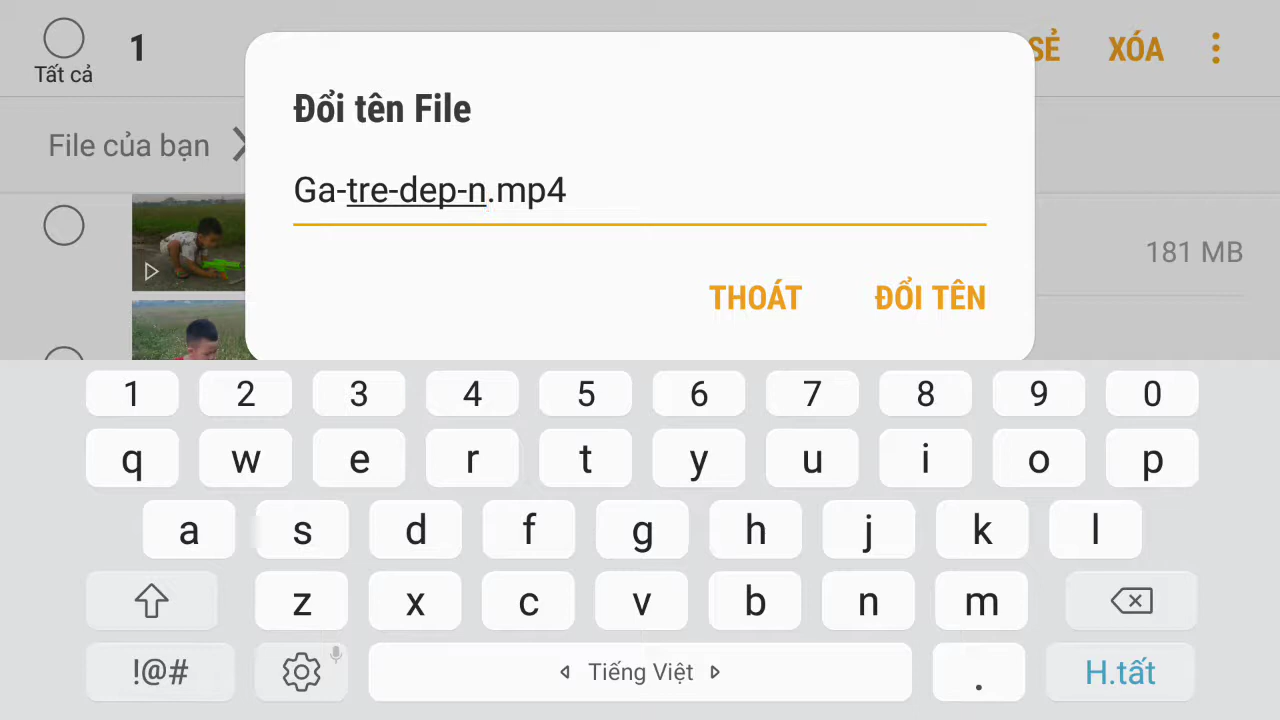 1
SẺ
XÓA
Tất cả
File của bạn
Đổi tên File
Ga-tre-dep-n.mp4
181 MB
THOÁT
ĐỔI TÊN
1 2 3 4 5 6 7 8 9 0
q w e r t y u i o p
a s d f g h j k l
z x c v b n m
!@#
Tiếng Việt
.
H.tất